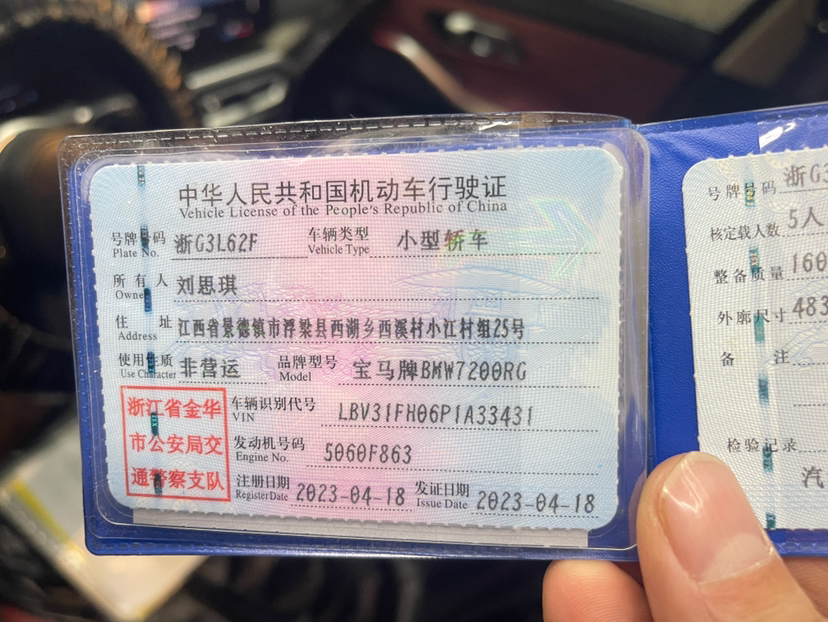 中华人民共和国机动车行驶证
Vehicle License of the People's Republic of China
号牌号码 浙G3L62F 车辆类型 小型轿车
Plate No. Vehicle Type
所有人 刘思琪
Owner
住址 江西省景德镇市浮梁县西湖乡西溪村小江村组25号
Address
使用性质 非营运 品牌型号 宝马牌BMW7200RG
Use Character Model
浙江省金华
市公安局交
通警察支队
车辆识别代号 LBV31FH06P1A33431
VIN
发动机号码 5060F863
Engine No.
注册日期 2023-04-18 发证日期 2023-04-18
Register Date Issue Date
号牌号码 浙G3
核定载人数 5人
整备质量 160
外廓尺寸 483
备注
检验记录
汽